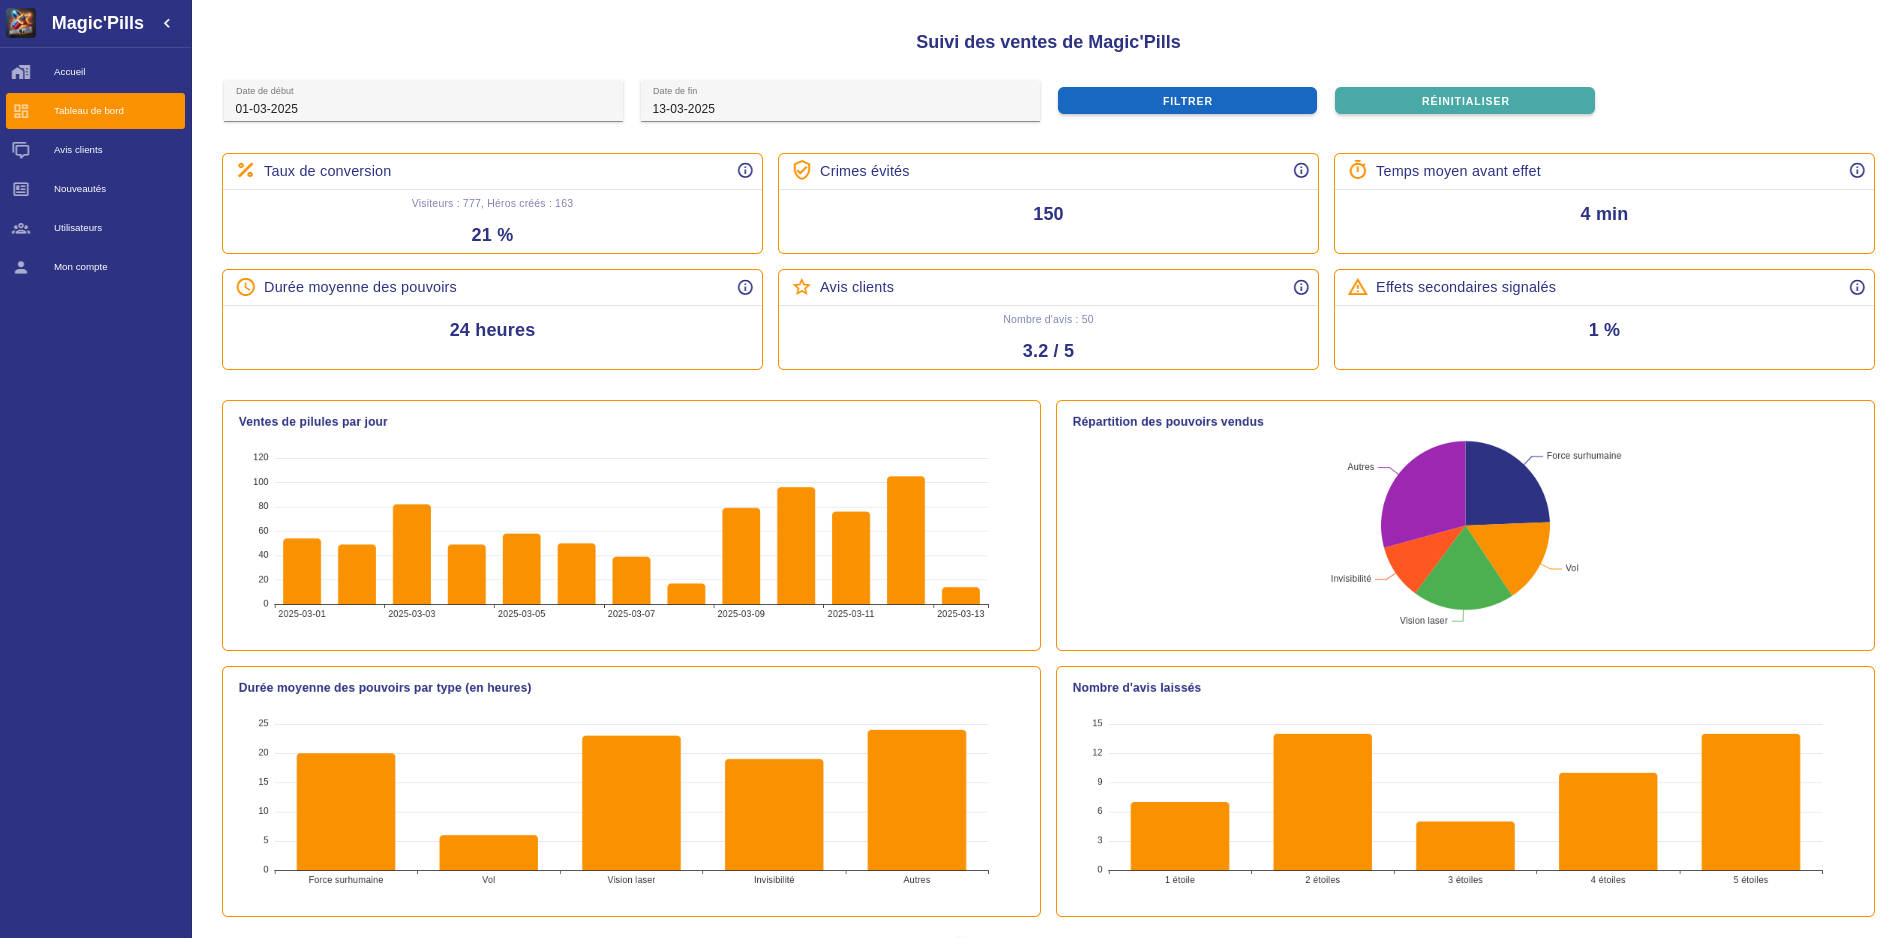 Magic'Pills
Accueil
Tableau de bord
Avis clients
Nouveautés
Utilisateurs
Mon compte
Suivi des ventes de Magic'Pills
Date de début
01-03-2025
Date de fin
13-03-2025
FILTRER
RÉINITIALISER
Taux de conversion
Visiteurs : 777, Héros créés : 163
21 %
Crimes évités
150
Temps moyen avant effet
4 min
Durée moyenne des pouvoirs
24 heures
Avis clients
Nombre d'avis : 50
3.2 / 5
Effets secondaires signalés
1 %
Ventes de pilules par jour
120
100
80
60
40
20
0
2025-03-01 2025-03-03 2025-03-05 2025-03-07 2025-03-09 2025-03-11 2025-03-13
Répartition des pouvoirs vendus
Force surhumaine
Autres
Vol
Invisibilité
Vision laser
Durée moyenne des pouvoirs par type (en heures)
25
20
15
10
5
0
Force surhumaine Vol Vision laser Invisibilité Autres
Nombre d'avis laissés
15
12
9
6
3
0
1 étoile 2 étoiles 3 étoiles 4 étoiles 5 étoiles